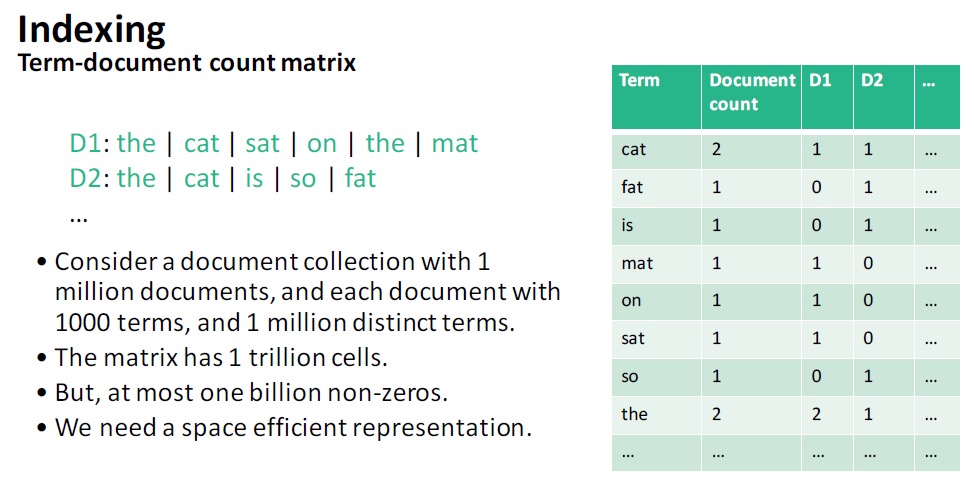 Indexing
Term-document count matrix
D1: the | cat | sat | on | the | mat
D2: the | cat | is | so | fat
...
• Consider a document collection with 1
million documents, and each document with
1000 terms, and 1 million distinct terms.
• The matrix has 1 trillion cells.
• But, at most one billion non-zeros.
• We need a space efficient representation.
Term Document count D1 D2 ...
cat 2 1 1 ...
fat 1 0 1 ...
is 1 0 1 ...
mat 1 1 0 ...
on 1 1 0 ...
sat 1 1 0 ...
so 1 0 1 ...
the 2 2 1 ...
... ... ... ... ...